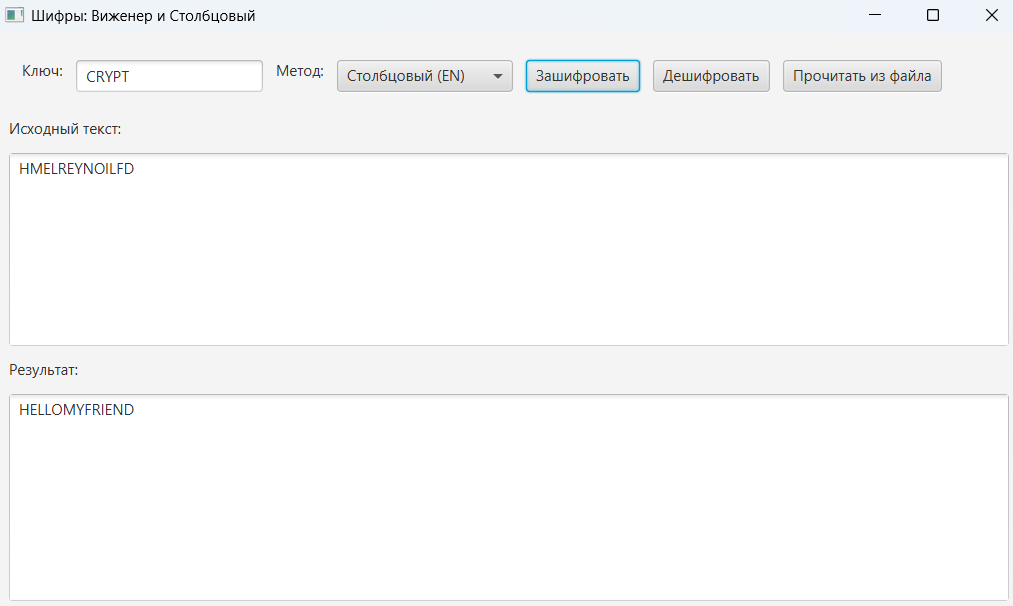 Шифры: Виженер и Столбцовый
Ключ: CRYPT Метод: Столбцовый (EN) Зашифровать Дешифровать Прочитать из файла
Исходный текст:
HMELREYNOILFD
Результат:
HELLOMYFRIEND